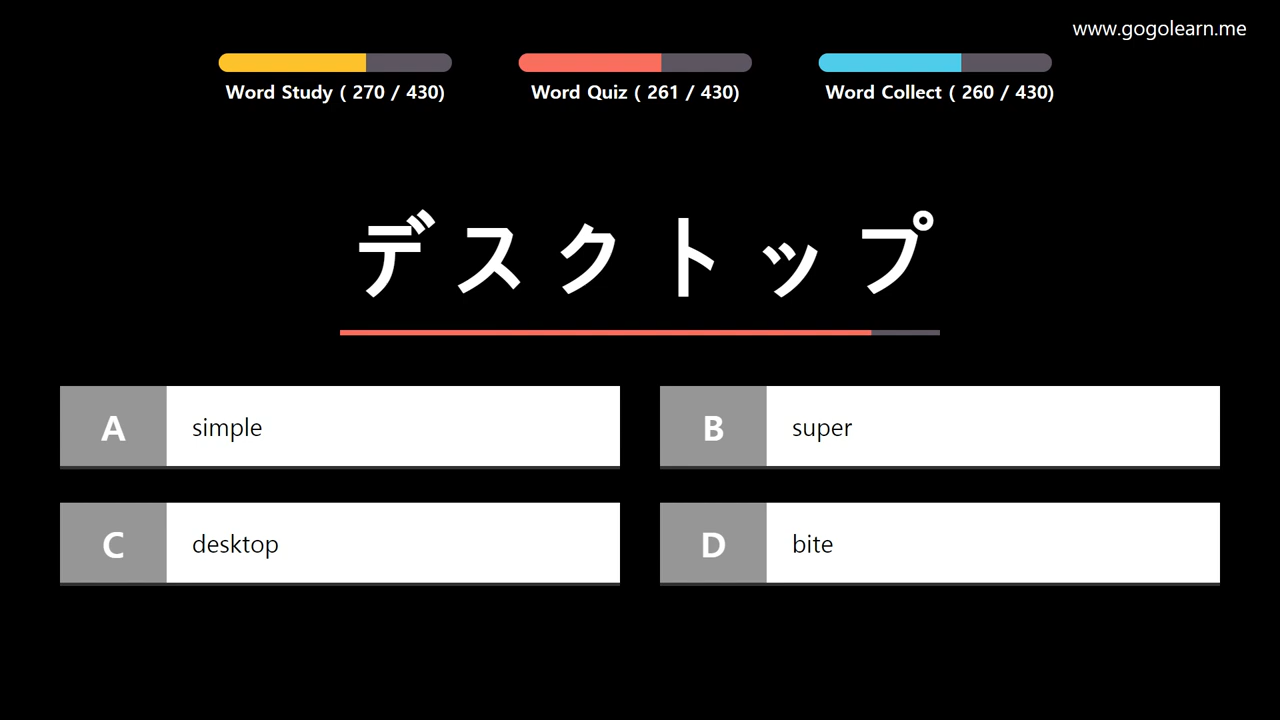 www.gogolearn.me
Word Study ( 270 / 430)
Word Quiz ( 261 / 430)
Word Collect ( 260 / 430)
デスクトップ
A simple
B super
C desktop
D bite